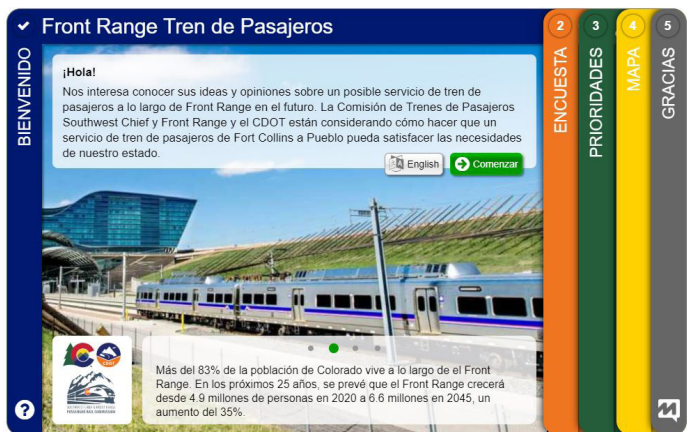 Front Range Tren de Pasajeros
BIENVENIDO
¡Hola!
Nos interesa conocer sus ideas y opiniones sobre un posible servicio de tren de
pasajeros a lo largo de Front Range en el futuro. La Comisión de Trenes de Pasajeros
Southwest Chief y Front Range y el CDOT están considerando cómo hacer que un
servicio de tren de pasajeros de Fort Collins a Pueblo pueda satisfacer las necesidades
de nuestro estado.
English
Comenzar
Más del 83% de la población de Colorado vive a lo largo de el Front
Range. En los próximos 25 años, se prevé que el Front Range crecerá
desde 4.9 millones de personas en 2020 a 6.6 millones en 2045, un
aumento del 35%.
?
2
ENCUESTA
3
PRIORIDADES
4
MAPA
5
GRACIAS